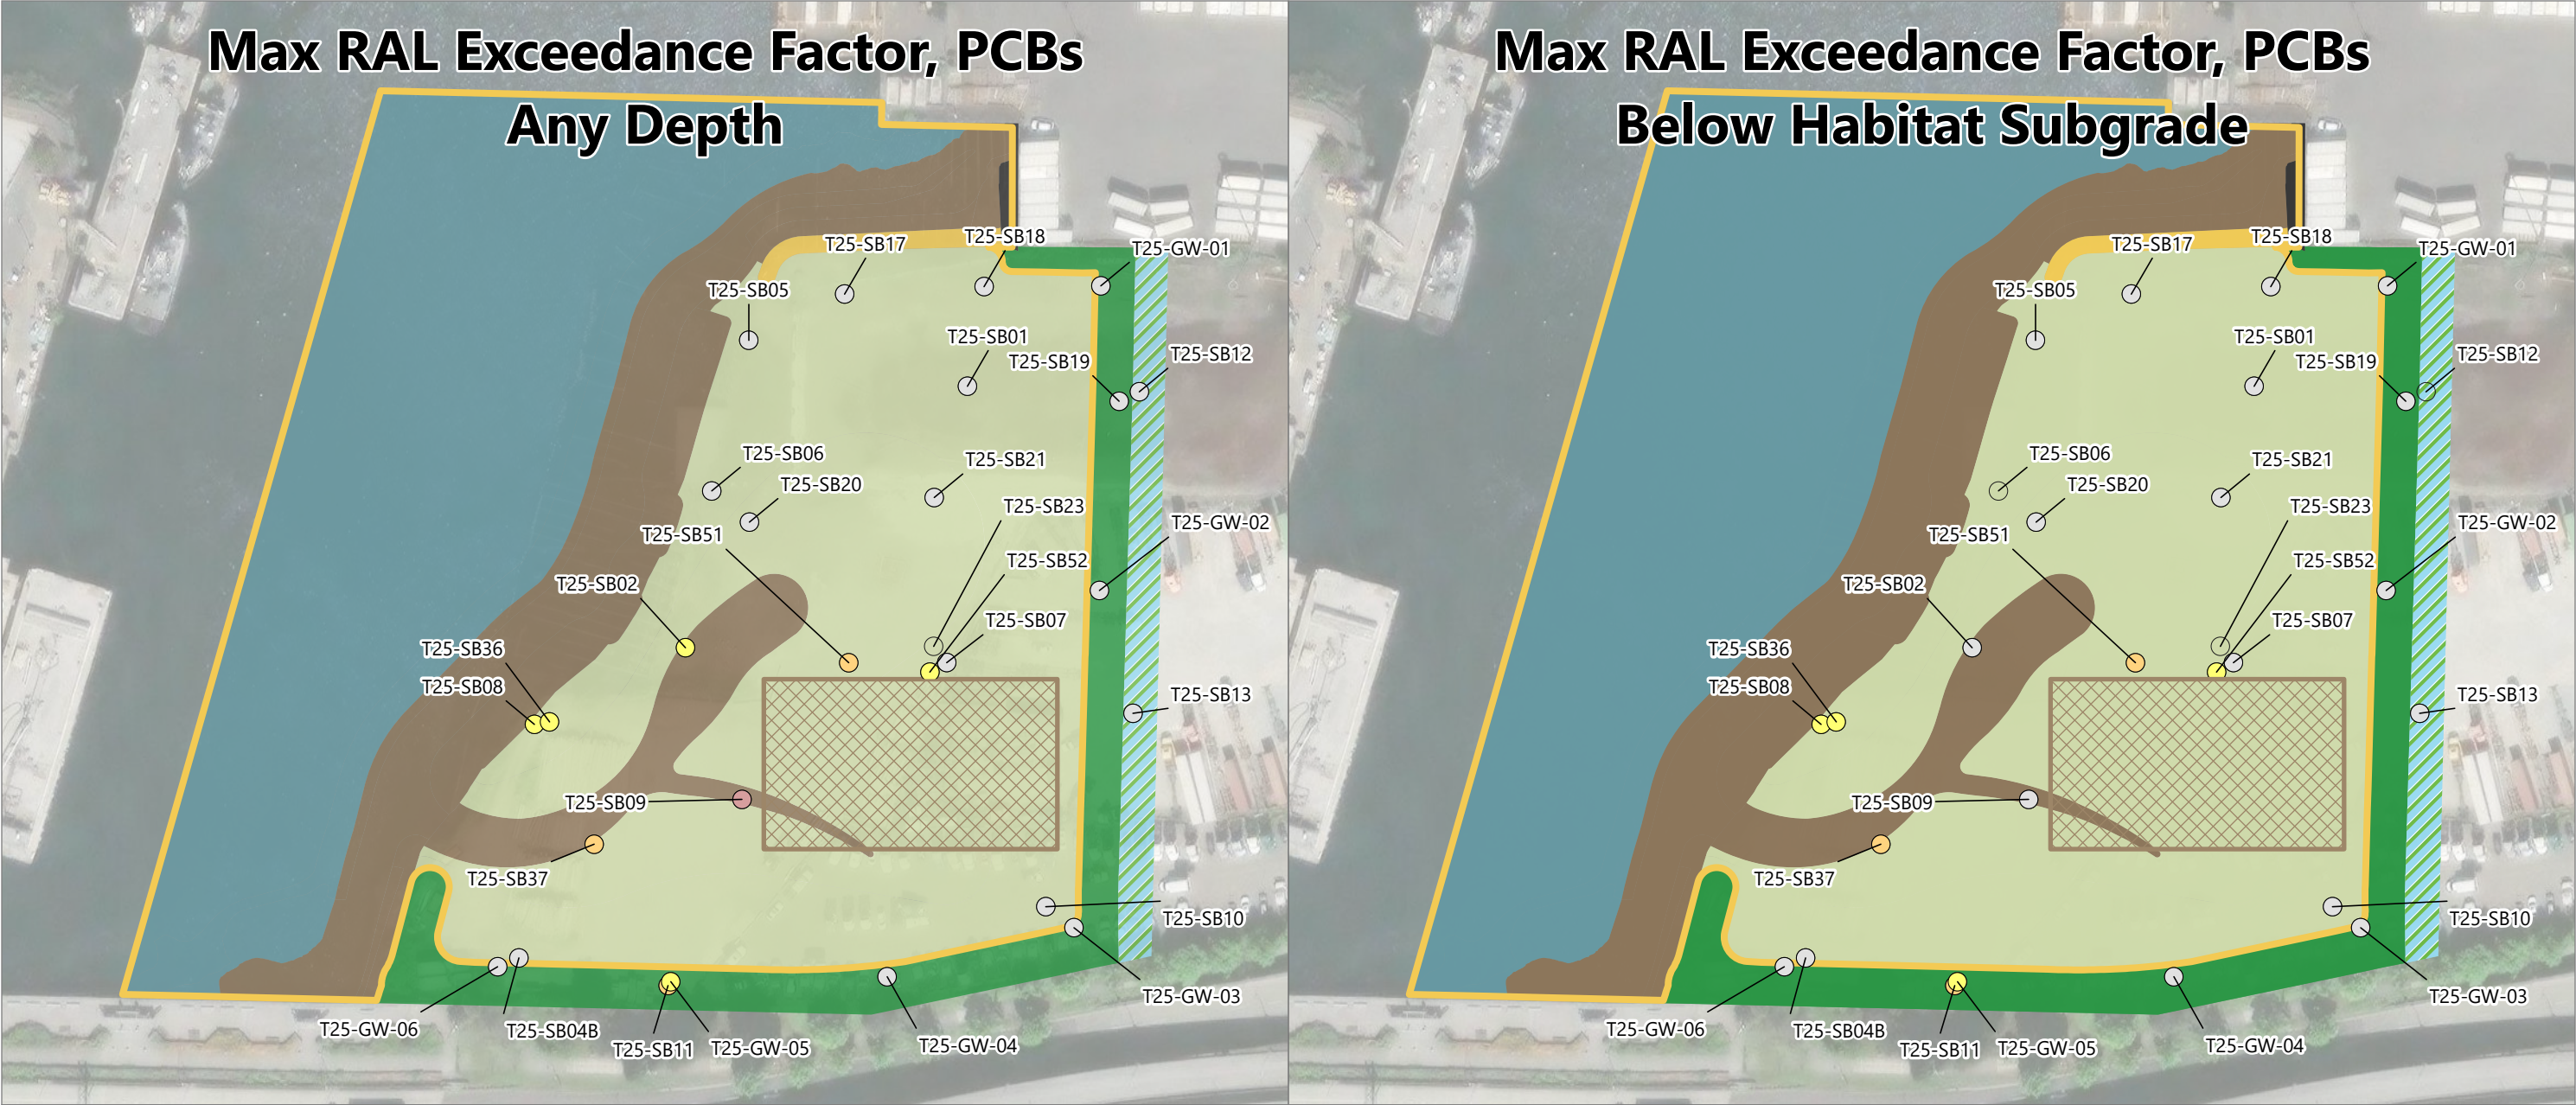 Max RAL Exceedance Factor, PCBs
Any Depth
T25-SB17
T25-SB18
T25-GW-01
T25-SB05
T25-SB01
T25-SB19
T25-SB12
T25-SB06
T25-SB21
T25-SB20
T25-SB23
T25-GW-02
T25-SB51
T25-SB52
T25-SB02
T25-SB07
T25-SB36
T25-SB08
T25-SB13
T25-SB09
T25-SB37
T25-SB10
T25-GW-03
T25-GW-06
T25-SB04B
T25-SB11
T25-GW-05
T25-GW-04
Max RAL Exceedance Factor, PCBs
Below Habitat Subgrade
T25-SB17
T25-SB18
T25-GW-01
T25-SB05
T25-SB01
T25-SB19
T25-SB12
T25-SB06
T25-SB21
T25-SB20
T25-SB23
T25-GW-02
T25-SB51
T25-SB52
T25-SB02
T25-SB07
T25-SB36
T25-SB08
T25-SB13
T25-SB09
T25-SB37
T25-SB10
T25-GW-03
T25-GW-06
T25-SB04B
T25-SB11
T25-GW-05
T25-GW-04